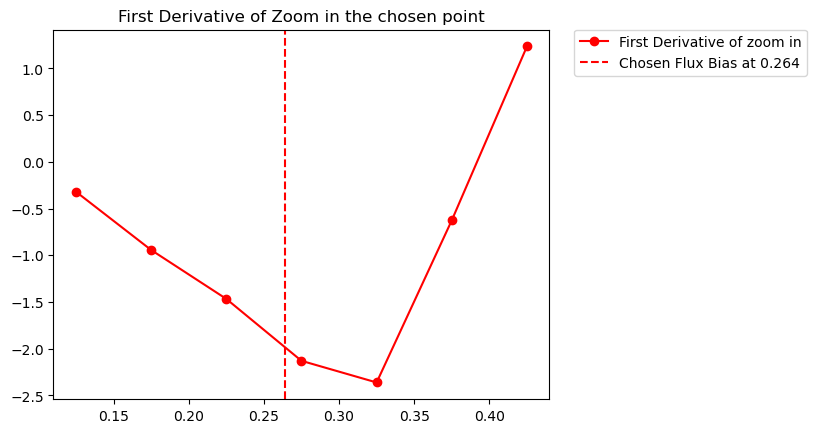 First Derivative of Zoom in the chosen point
First Derivative of zoom in
Chosen Flux Bias at 0.264
1.0
0.5
0.0
−0.5
−1.0
−1.5
−2.0
−2.5
0.15 0.20 0.25 0.30 0.35 0.40